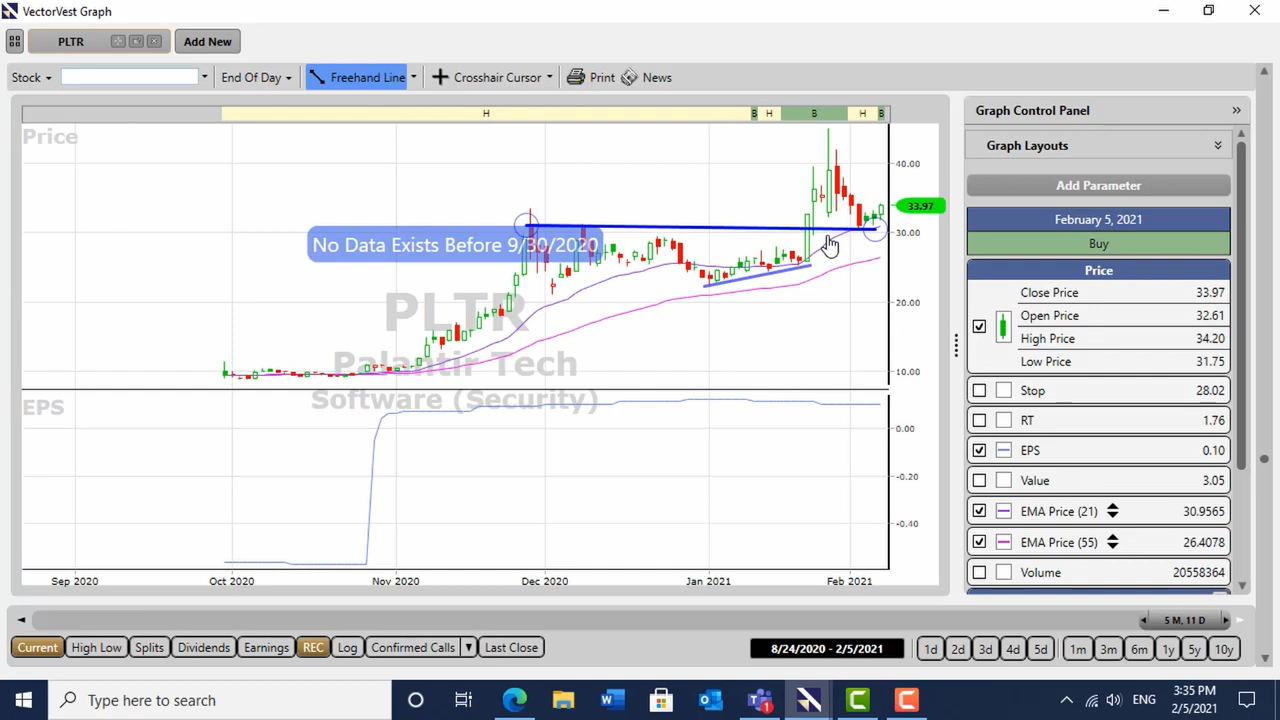 VectorVest Graph
PLTR
Add New
Stock
End Of Day
Freehand Line
Crosshair Cursor
Print
News
H
B
H
B
H
B
Price
40.00
33.97
30.00
20.00
10.00
No Data Exists Before 9/30/2020
PLTR
Palantir Tech
Software (Security)
EPS
0.00
-0.20
-0.40
Sep 2020
Oct 2020
Nov 2020
Dec 2020
Jan 2021
Feb 2021
Graph Control Panel
Graph Layouts
Add Parameter
February 5, 2021
Buy
Price
Close Price 33.97
Open Price 32.61
High Price 34.20
Low Price 31.75
Stop 28.02
RT 1.76
EPS 0.10
Value 3.05
EMA Price (21) 30.9565
EMA Price (55) 26.4078
Volume 20558364
5 M, 11 D
Current
High Low
Splits
Dividends
Earnings
REC
Log
Confirmed Calls
Last Close
8/24/2020 - 2/5/2021
1d
2d
3d
4d
5d
1m
3m
6m
1y
5y
10y
Type here to search
1
ENG
3:35 PM
2/5/2021